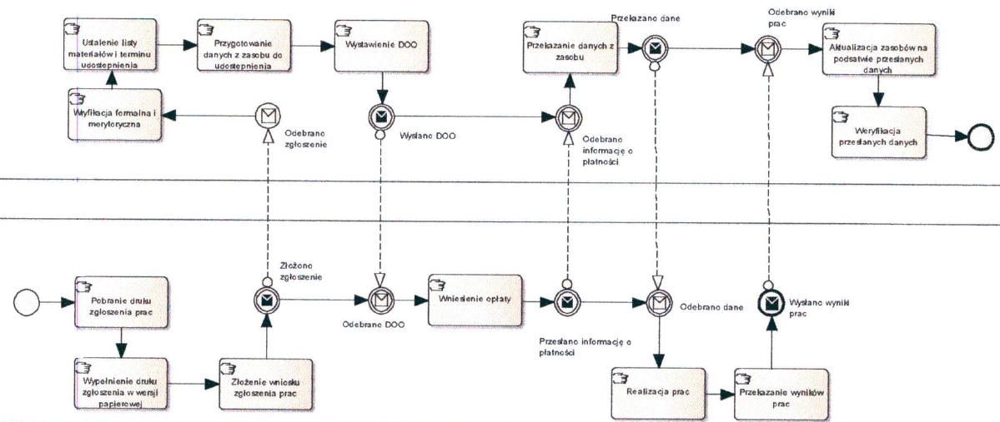 Ustalenie listy
materiałów i terminu
udostępnienia
Przygotowanie
danych z zasobu do
udostępnienia
Wystawienie DOO
Przekazanie danych z
zasobu
Przekazano dane
Odebrano wyniki
prac
Aktualizacja zasobów na
podsatwie przesłanych
danych
Wryfikacja formalna i
merytoryczna
Odebrano
zgłoszenie
Wysłano DOO
Odebrano
informację o
płatności
Weryfikacja
przesłanych danych
Pobranie druku
zgłoszenia prac
Złożono
zgłoszenie
Odebrano DOO
Wniesienie opłaty
Przesłano informację o
płatności
Odebrano dane
Wysłano wyniki
prac
Wypełnienie druku
zgłoszenia w wersji
papierowej
Złożenie wniosku
zgłoszenia prac
Realizacja prac
Przekazanie wyników
prac